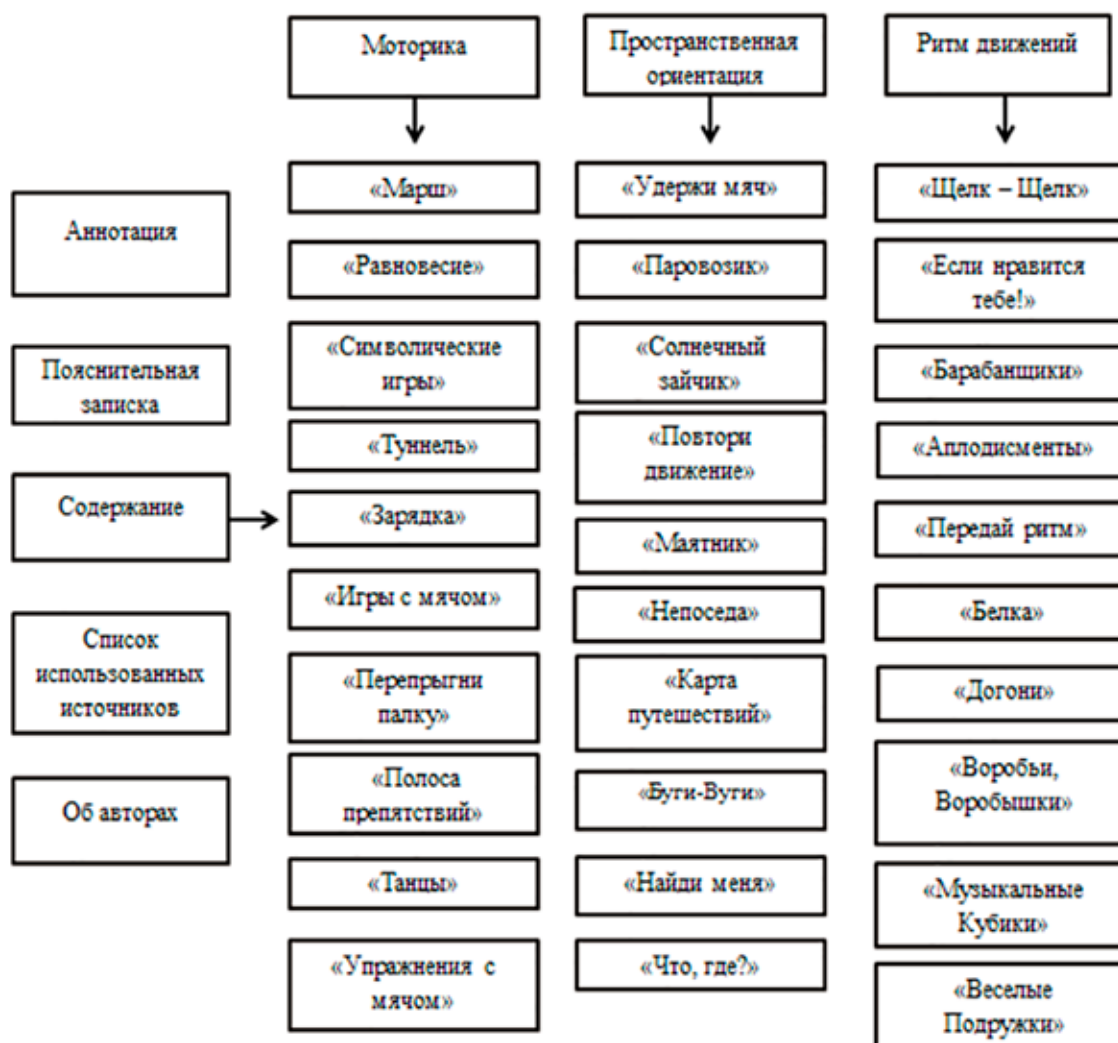 Моторика
Пространственная
ориентация
Ритм движений
Аннотация
Пояснительная
записка
Содержание
Список
использованных
источников
Об авторах
«Марш»
«Равновесие»
«Символические
игры»
«Туннель»
«Зарядка»
«Игры с мячом»
«Перепрыгни
палку»
«Полоса
препятствий»
«Танцы»
«Упражнения с
мячом»
«Удержи мяч»
«Паровозик»
«Солнечный
зайчик»
«Повтори
движение»
«Маятник»
«Непоседа»
«Карта
путешествий»
«Буги-Вуги»
«Найди меня»
«Что, где?»
«Щелк – Щелк»
«Если нравится
тебе!»
«Барабанщики»
«Аплодисменты»
«Передай ритм»
«Белка»
«Догони»
«Воробьи,
Воробышки»
«Музыкальные
Кубики»
«Веселые
Подружки»